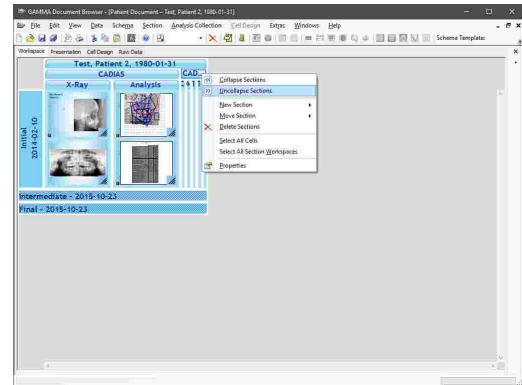 GAMMA Document Browser - [Patient Document - Test, Patient 2, 1980-01-31]
File Edit View Data Schema Section Analysis Collection Cell Design Extras Windows Help
Scheme Template:
Workspace Presentation Cell Design Raw Data
Test, Patient 2, 1980-01-31
CADIAS
CAD...
X-Ray
Analysis
Initial
2014-02-10
Intermediate - 2015-10-23
Final - 2015-10-23
Collapse Sections
Uncollapse Sections
New Section
Move Section
Delete Sections
Select All Cells
Select All Section Workspaces
Properties